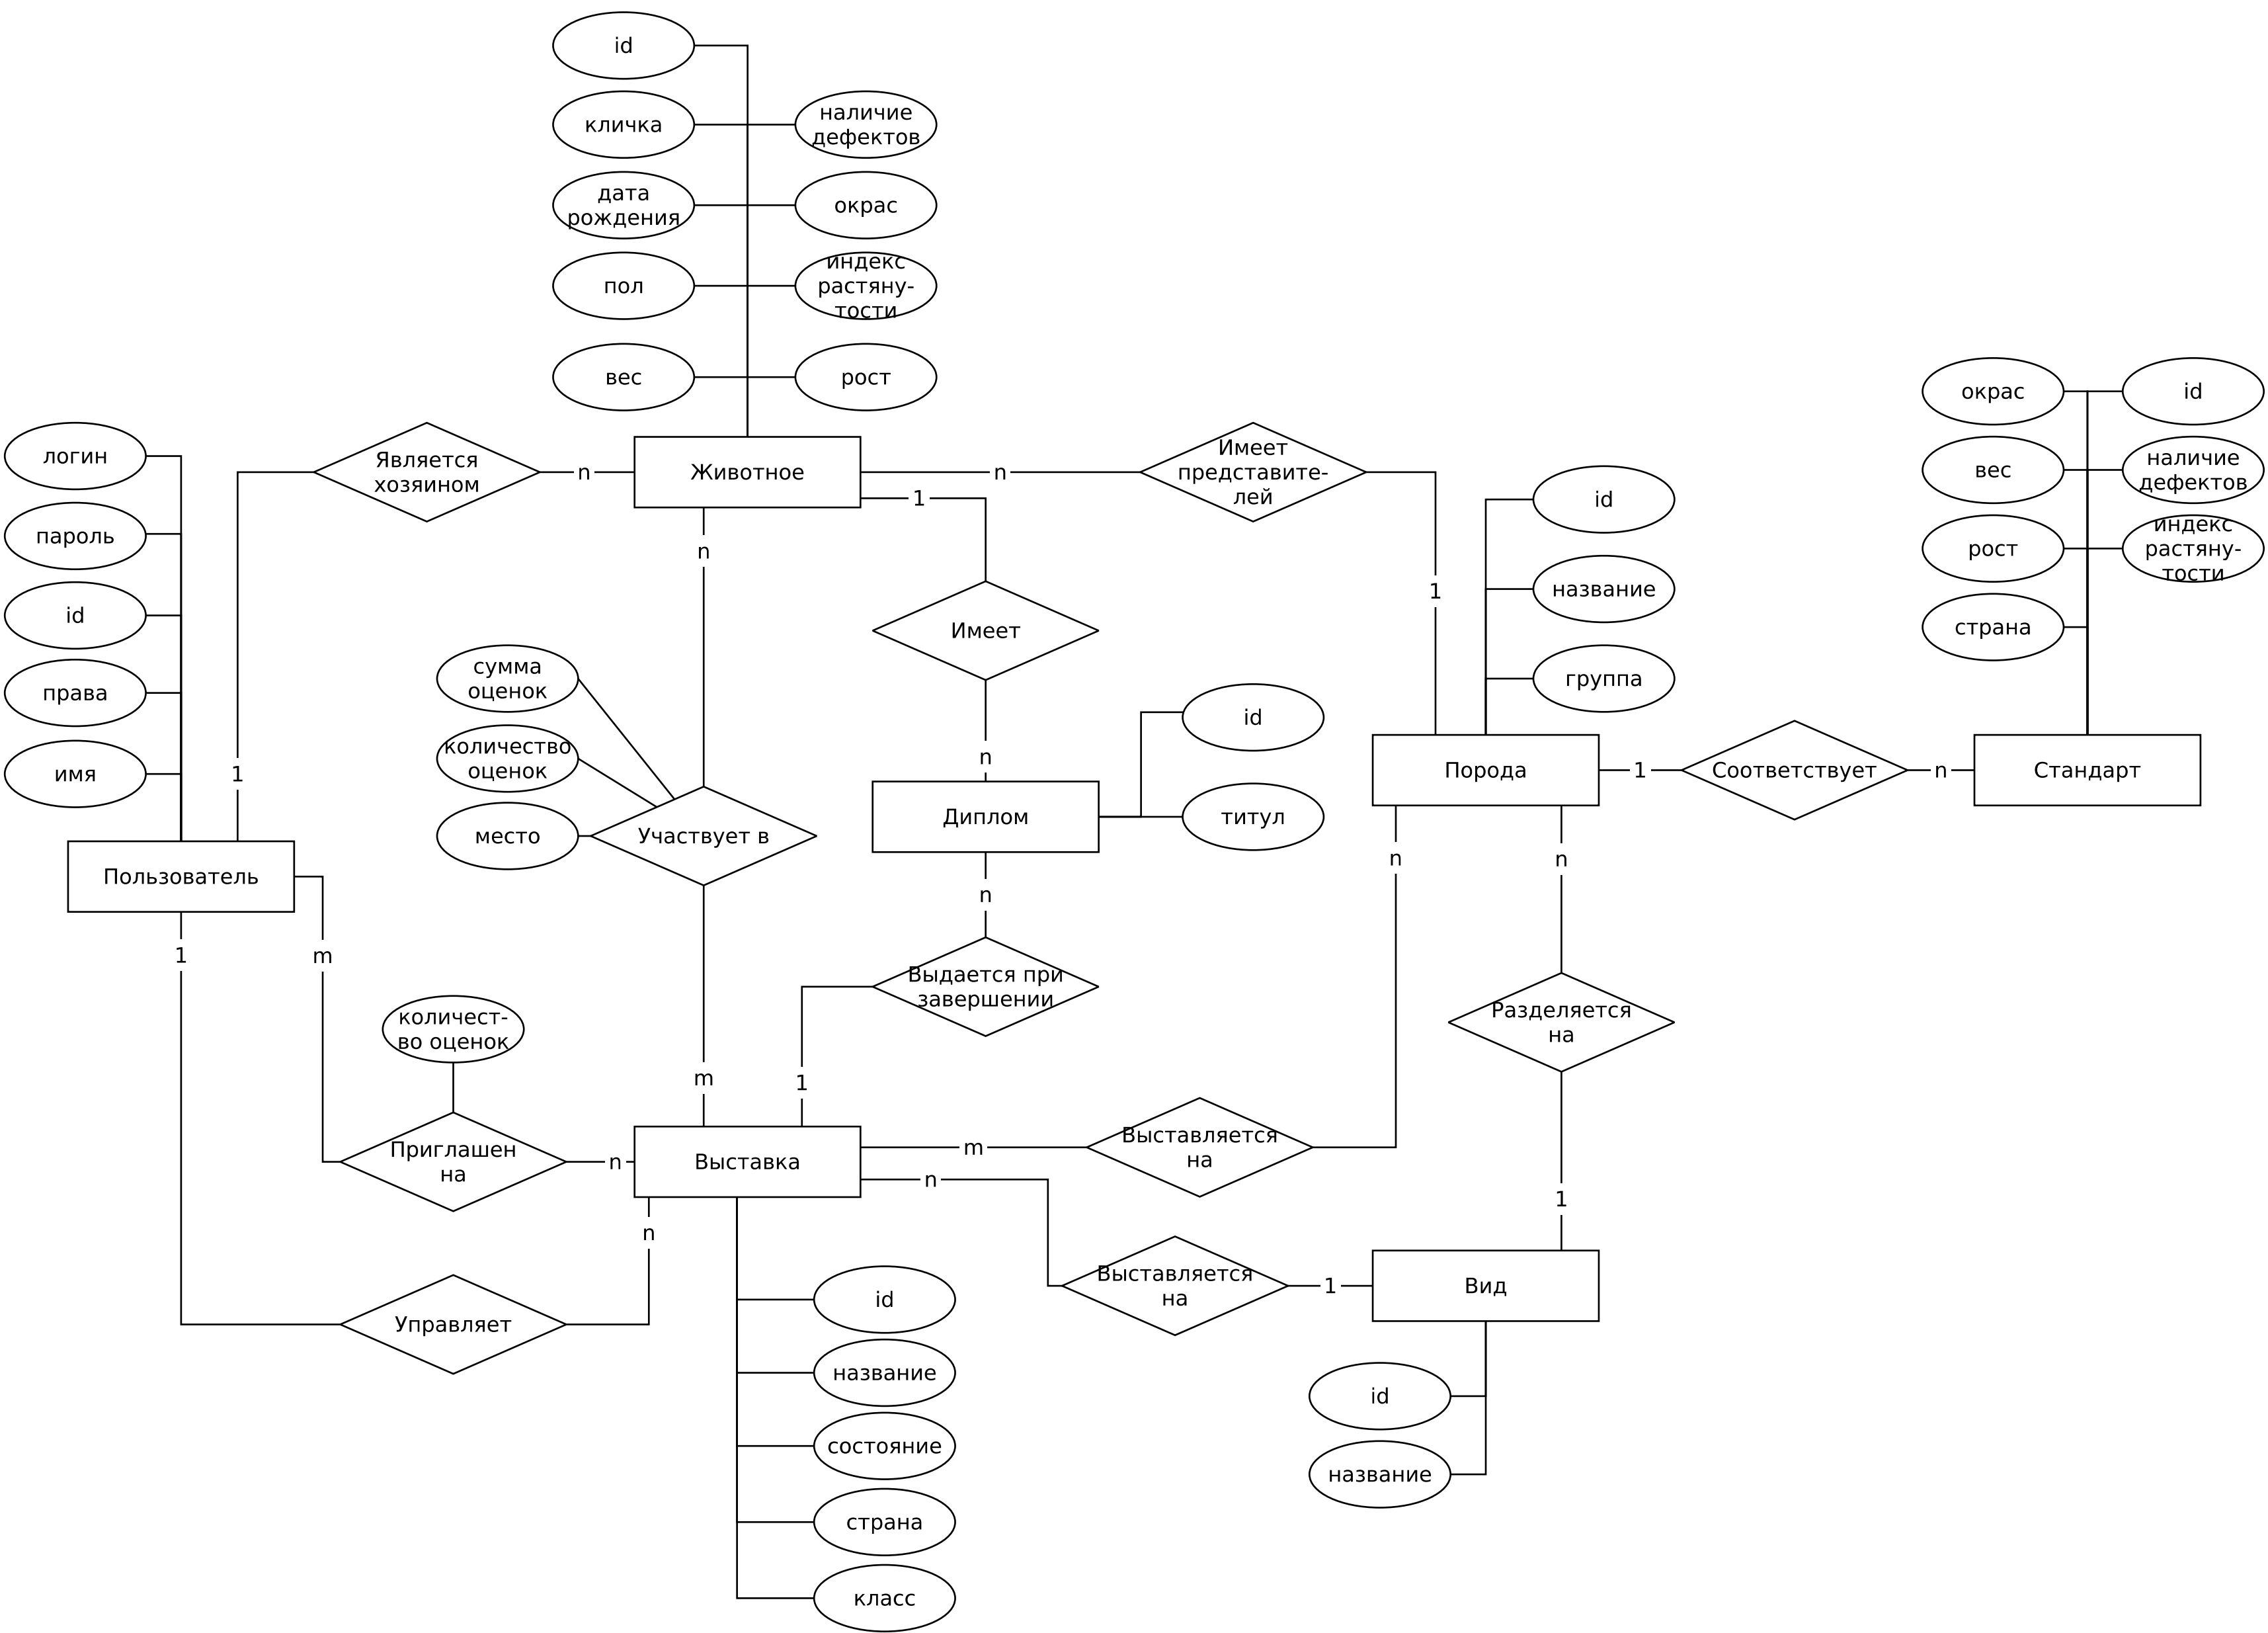 id
кличка
наличие
дефектов
дата
рождения
окрас
пол
индекс
растяну-
тости
вес
рост
окрас
id
логин
Является
хозяином
n
Животное
n
Имеет
представите-
лей
вес
наличие
дефектов
1
id
пароль
n
рост
индекс
растяну-
тости
1
название
id
Имеет
страна
сумма
оценок
группа
права
id
количество
оценок
n
имя
1
Порода
1
Соответствует
n
Стандарт
место
Участвует в
Диплом
титул
Пользователь
n
n
n
1
m
Выдается при
завершении
количест-
во оценок
Разделяется
на
m
1
Приглашен
на
n
Выставка
m
Выставляется
на
n
1
n
id
Выставляется
на
1
Вид
Управляет
название
id
состояние
название
страна
класс